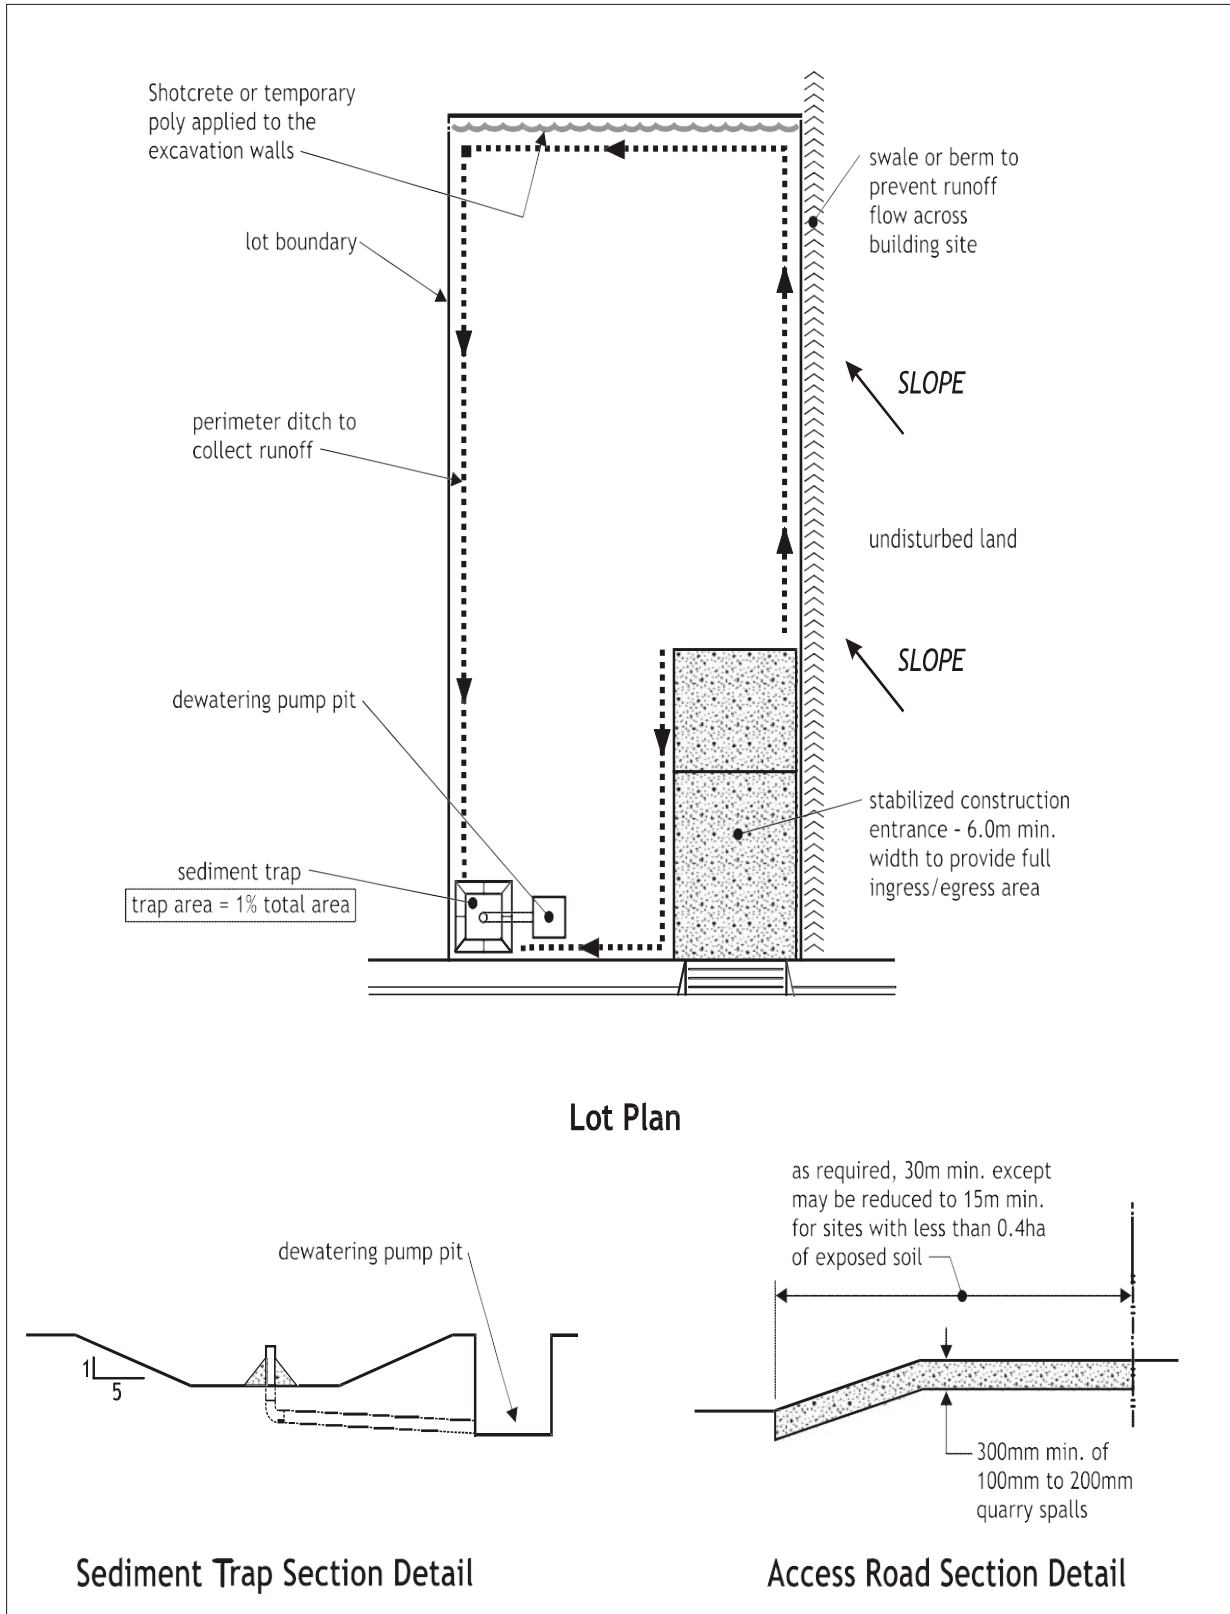 Shotcrete or temporary
poly applied to the
excavation walls
swale or berm to
prevent runoff
flow across
building site
lot boundary
SLOPE
perimeter ditch to
collect runoff
undisturbed land
SLOPE
dewatering pump pit
stabilized construction
entrance - 6.0m min.
width to provide full
ingress/egress area
sediment trap
trap area = 1% total area
Lot Plan
as required, 30m min. except
may be reduced to 15m min.
for sites with less than 0.4ha
of exposed soil
dewatering pump pit
1
5
300mm min. of
100mm to 200mm
quarry spalls
Sediment Trap Section Detail
Access Road Section Detail